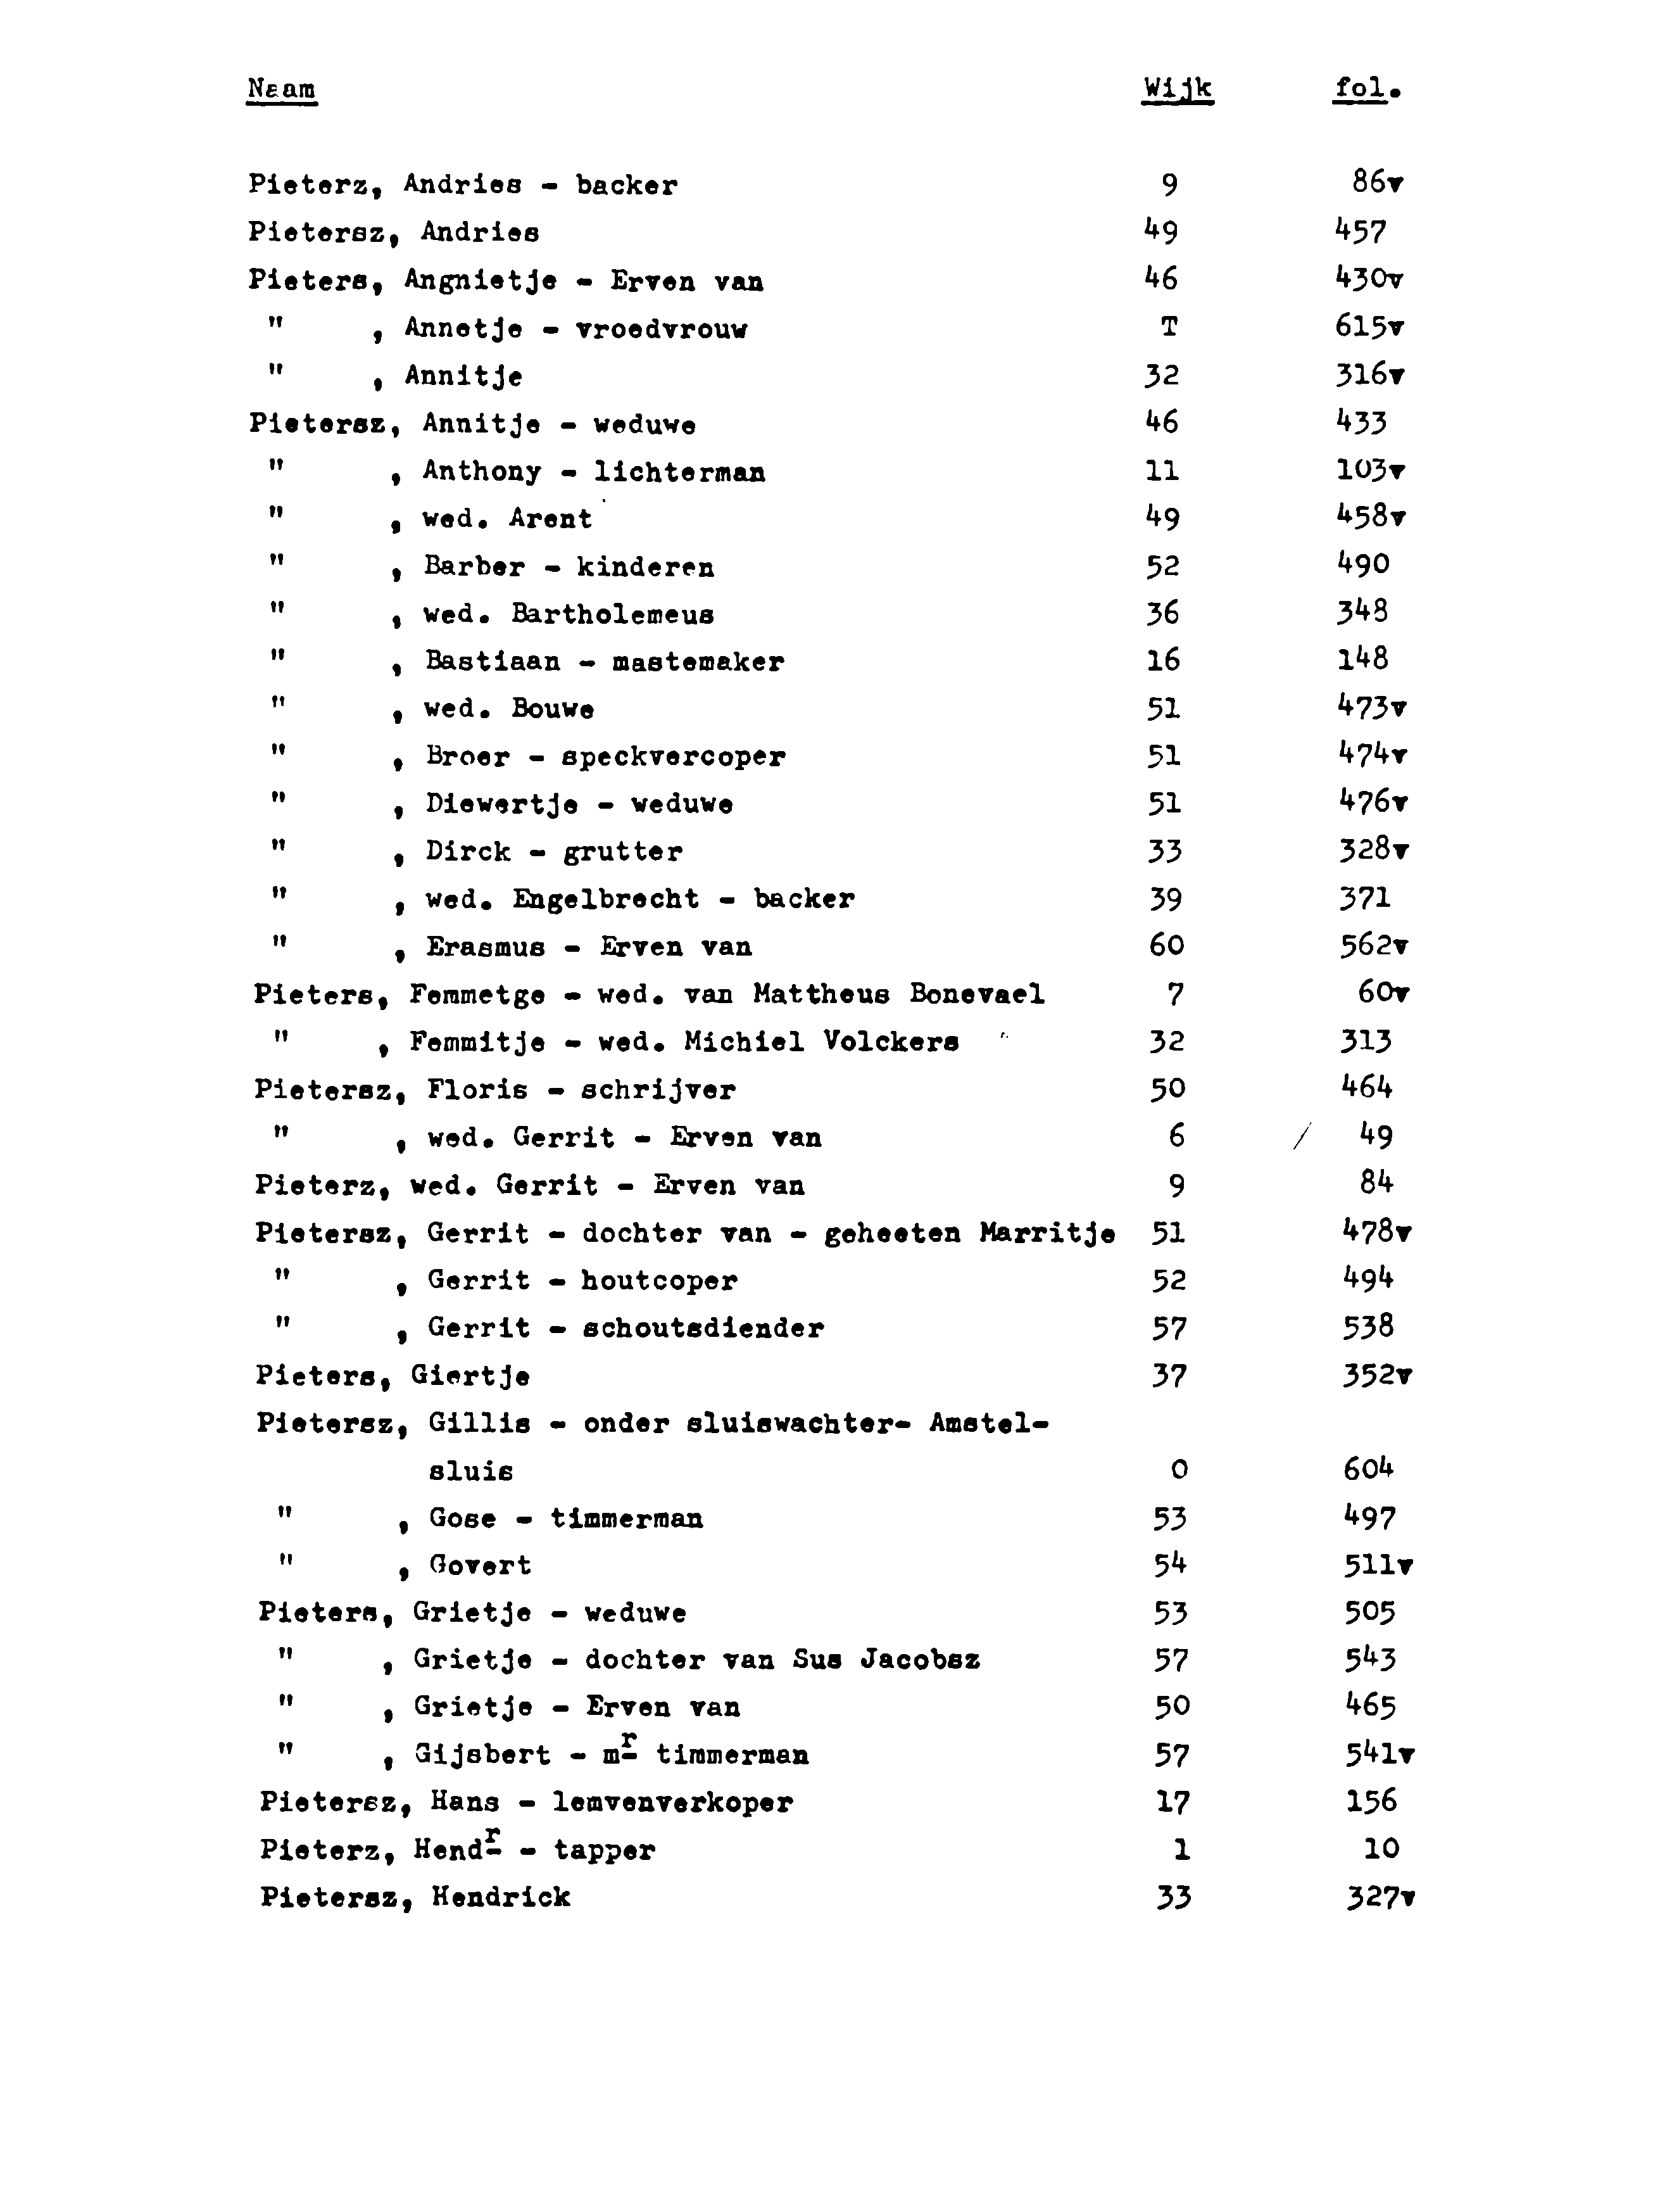 Naam Wijk fol.
Pieterz, Andries - backer 9 86v
Pietersz, Andries 49 457
Pieters, Angnietje - Erven van 46 430v
" , Annetje - vroedvrouw T 615v
" , Annitje 32 316v
Pietersz, Annitje - weduwe 46 433
" , Anthony - lichterman 11 103v
" , wed. Arent 49 458v
" , Barber - kinderen 52 490
" , wed. Bartholemeus 36 348
" , Bastiaan - mastemaker 16 148
" , wed. Bouwe 51 473v
" , Broer - speckvercoper 51 474v
" , Diewertje - weduwe 51 476v
" , Dirck - grutter 33 328v
" , wed. Engelbrecht - backer 39 371
" , Erasmus - Erven van 60 562v
Pieters, Femmetge - wed. van Mattheus Bonevael 7 60v
" , Femmitje - wed. Michiel Volckers 32 313
Pietersz, Floris - schrijver 50 464
" , wed. Gerrit - Erven van 6 / 49
Pieterz, wed. Gerrit - Erven van 9 84
Pietersz, Gerrit - dochter van - geheeten Marritje 51 478v
" , Gerrit - houtcoper 52 494
" , Gerrit - schoutsdiender 57 538
Pieters, Giertje 37 352v
Pietersz, Gillis - onder sluiswachter- Amstel-
sluis 0 604
" , Gose - timmerman 53 497
" , Govert 54 511v
Pieters, Grietje - weduwe 53 505
" , Grietje - dochter van Sus Jacobsz 57 543
" , Grietje - Erven van 50 465
" , Gijsbert - mr timmerman 57 541v
Pietersz, Hans - lemvenverkoper 17 156
Pieterz, Hendr - tapper 1 10
Pietersz, Hendrick 33 327v